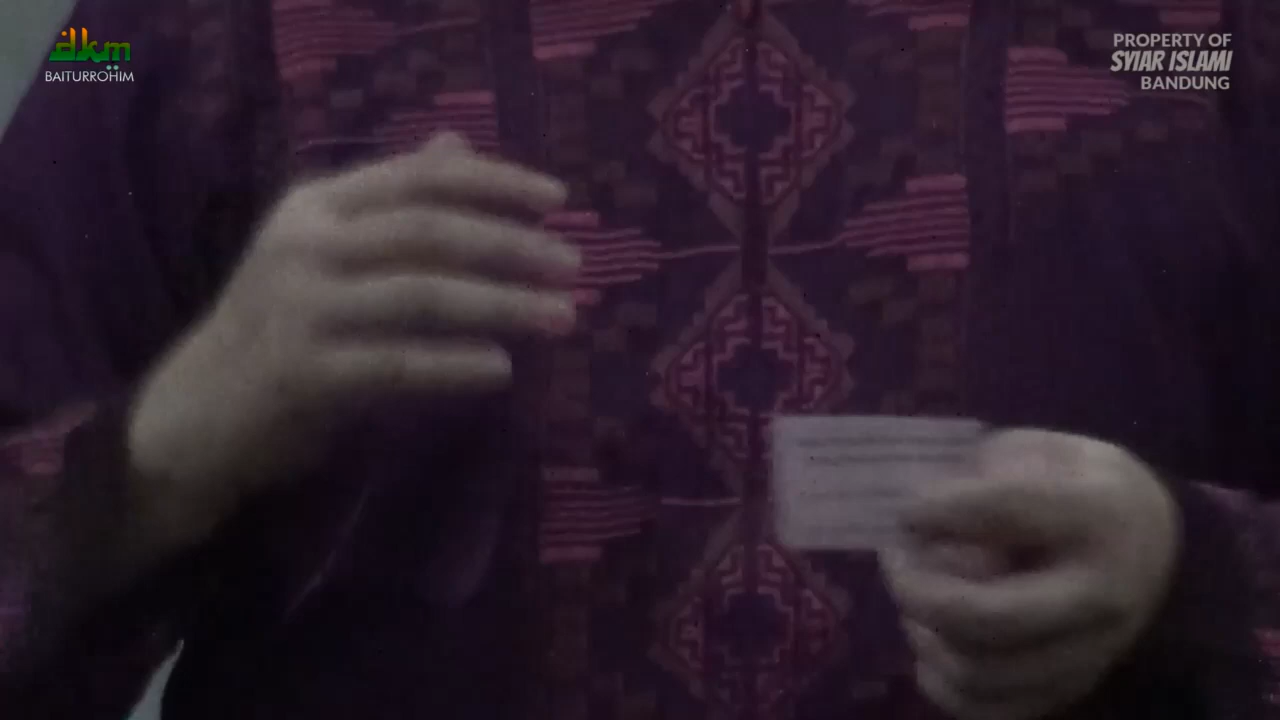 dkm
BAITURROHIM
PROPERTY OF
SYIAR ISLAMI
BANDUNG